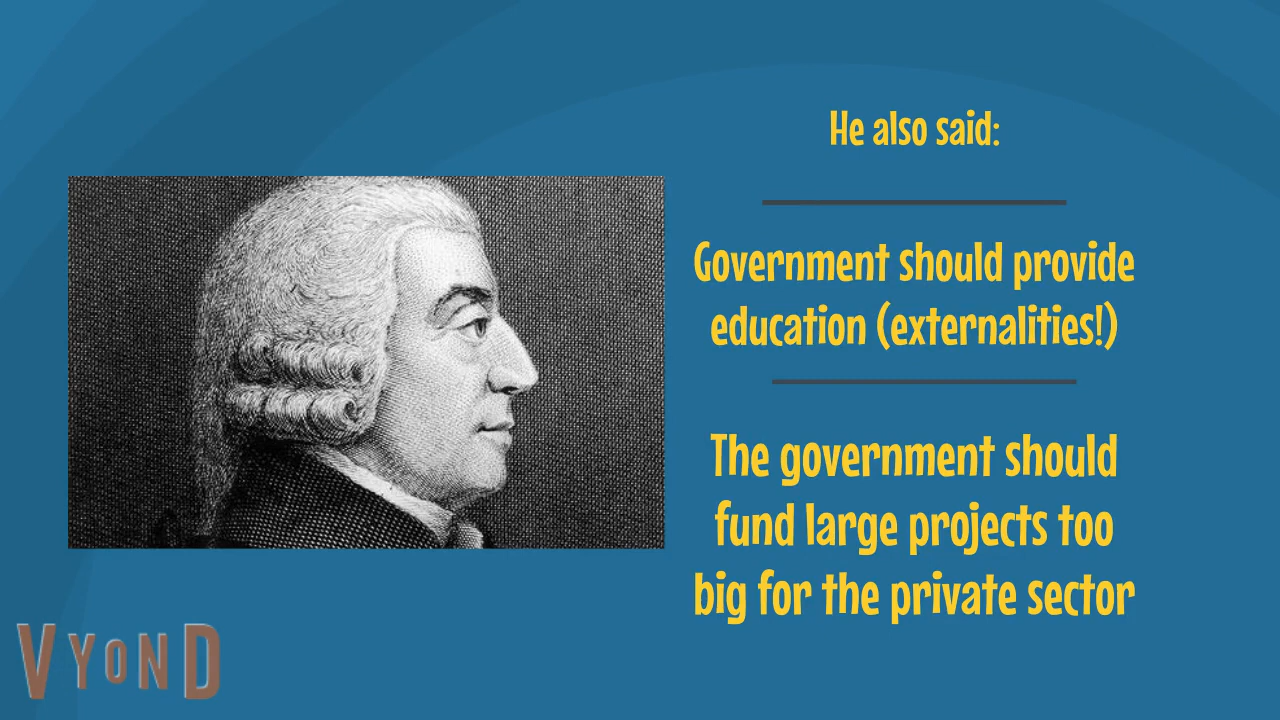 He also said:
Government should provide
education (externalities!)
The government should
fund large projects too
big for the private sector
VYOND